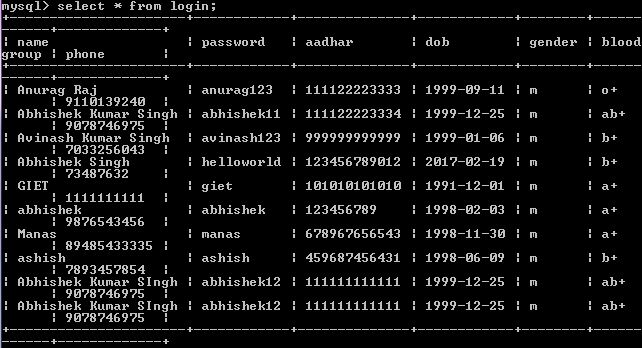 mysql> select * from login;
+---------------------+------------+--------------+------------+--------+------
------+-------------+
| name                | password   | aadhar       | dob        | gender | blood
group | phone       |
+---------------------+------------+--------------+------------+--------+------
------+-------------+
| Anurag Raj          | anurag123  | 111122223333 | 1999-09-11 | m      | o+
      | 9110139240  |
| Abhishek Kumar Singh | abhishek11 | 111122223334 | 1999-12-25 | m      | ab+
      | 9078746975  |
| Avinash Kumar Singh | avinash123 | 999999999999 | 1999-01-06 | m      | b+
      | 7033256043  |
| Abhishek Singh      | helloworld | 123456789012 | 2017-02-19 | m      | b+
      | 73487632    |
| GIET                | giet       | 101010101010 | 1991-12-01 | m      | a+
      | 1111111111  |
| abhishek            | abhishek   | 123456789    | 1998-02-03 | m      | a+
      | 9876543456  |
| Manas               | manas      | 678967656543 | 1998-11-30 | m      | a+
      | 89485433335 |
| ashish              | ashish     | 459687456431 | 1998-06-09 | m      | b+
      | 7893457854  |
| Abhishek Kumar SIngh | abhishek12 | 111111111111 | 1999-12-25 | m      | ab+
      | 9078746975  |
| Abhishek Kumar SIngh | abhishek12 | 111111111111 | 1999-12-25 | m      | ab+
      | 9078746975  |
+---------------------+------------+--------------+------------+--------+------
------+-------------+